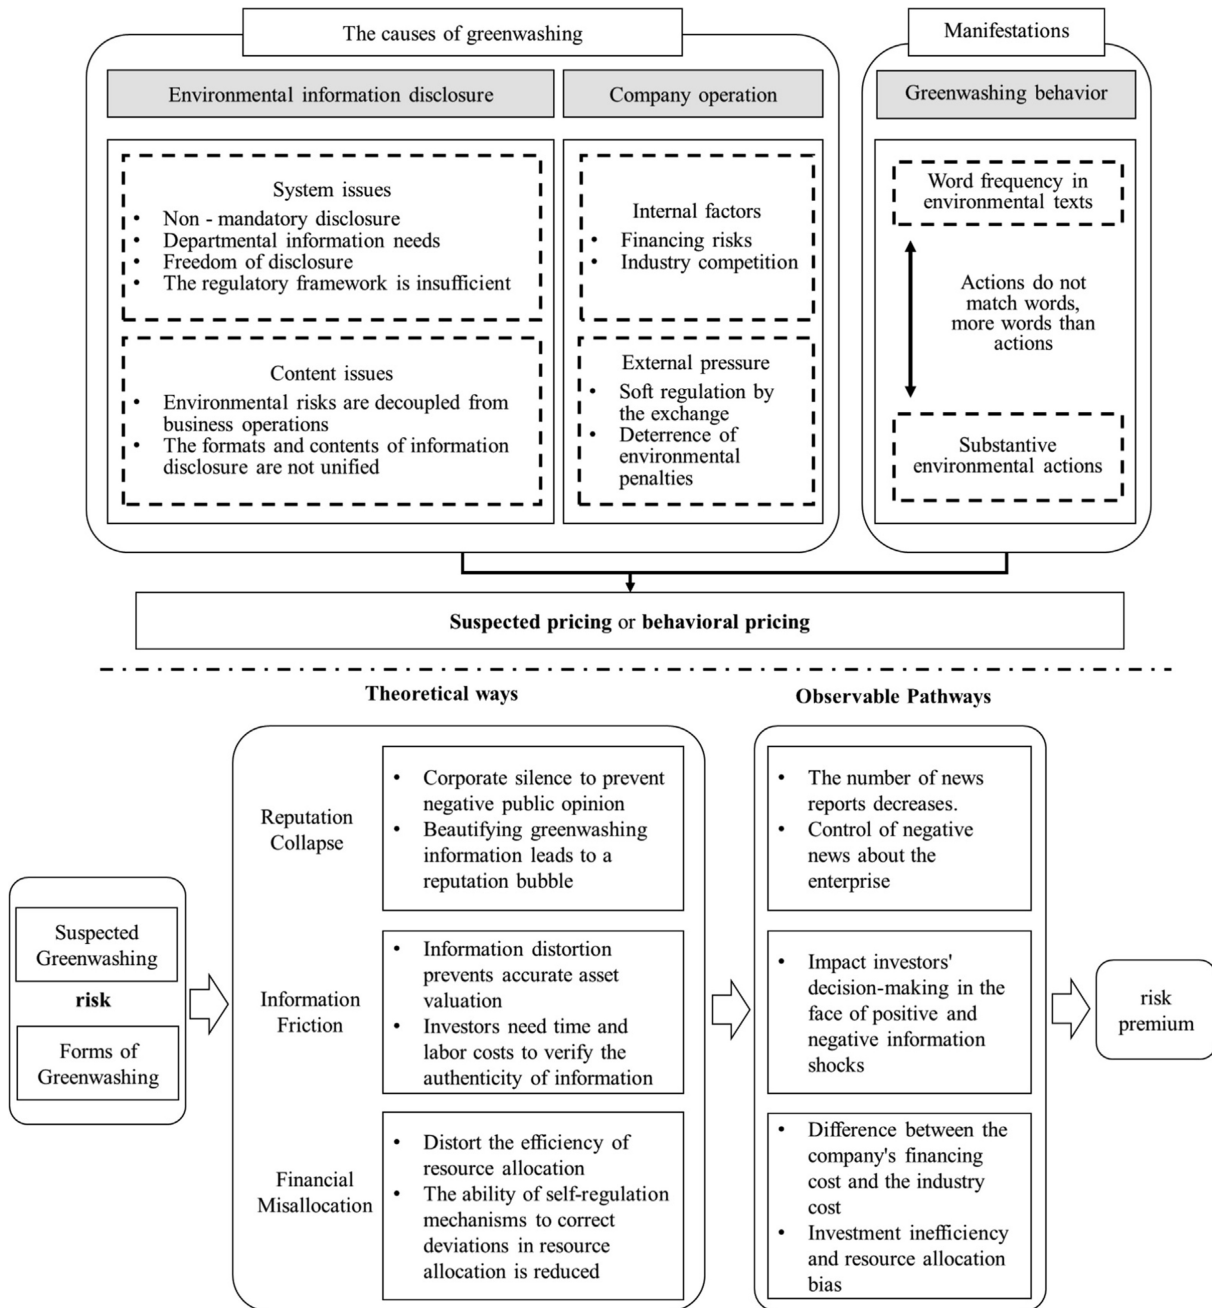 The causes of greenwashing
Manifestations
Environmental information disclosure
Company operation
Greenwashing behavior
System issues
• Non - mandatory disclosure
• Departmental information needs
• Freedom of disclosure
• The regulatory framework is insufficient
Content issues
• Environmental risks are decoupled from
business operations
• The formats and contents of information
disclosure are not unified
Internal factors
• Financing risks
• Industry competition
External pressure
• Soft regulation by
the exchange
• Deterrence of
environmental
penalties
Word frequency in
environmental texts
Actions do not
match words,
more words than
actions
Substantive
environmental actions
Suspected pricing or behavioral pricing
Theoretical ways
Observable Pathways
Suspected
Greenwashing
risk
Forms of
Greenwashing
Reputation
Collapse
• Corporate silence to prevent
negative public opinion
• Beautifying greenwashing
information leads to a
reputation bubble
• The number of news
reports decreases.
• Control of negative
news about the
enterprise
Information
Friction
• Information distortion
prevents accurate asset
valuation
• Investors need time and
labor costs to verify the
authenticity of information
• Impact investors'
decision-making in the
face of positive and
negative information
shocks
Financial
Misallocation
• Distort the efficiency of
resource allocation
• The ability of self-regulation
mechanisms to correct
deviations in resource
allocation is reduced
• Difference between the
company's financing
cost and the industry
cost
• Investment inefficiency
and resource allocation
bias
risk
premium